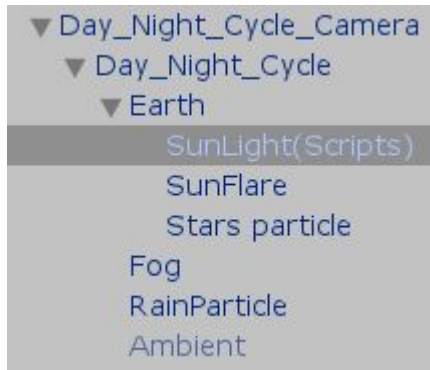 Day_Night_Cycle_Camera
Day_Night_Cycle
Earth
SunLight(Scripts)
SunFlare
Stars particle
Fog
RainParticle
Ambient